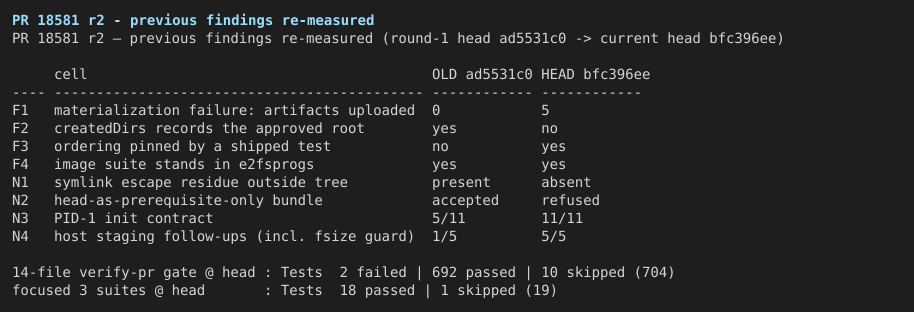 PR 18581 r2 - previous findings re-measured
PR 18581 r2 — previous findings re-measured (round-1 head ad5531c0 -> current head bfc396ee)
     cell                                          OLD ad5531c0 HEAD bfc396ee
---- --------------------------------------------- ------------ ------------
F1   materialization failure: artifacts uploaded  0            5
F2   createdDirs records the approved root        yes          no
F3   ordering pinned by a shipped test            no           yes
F4   image suite stands in e2fsprogs              yes          yes
N1   symlink escape residue outside tree          present      absent
N2   head-as-prerequisite-only bundle             accepted     refused
N3   PID-1 init contract                          5/11         11/11
N4   host staging follow-ups (incl. fsize guard)  1/5          5/5
14-file verify-pr gate @ head : Tests  2 failed | 692 passed | 10 skipped (704)
focused 3 suites @ head       : Tests  18 passed | 1 skipped (19)